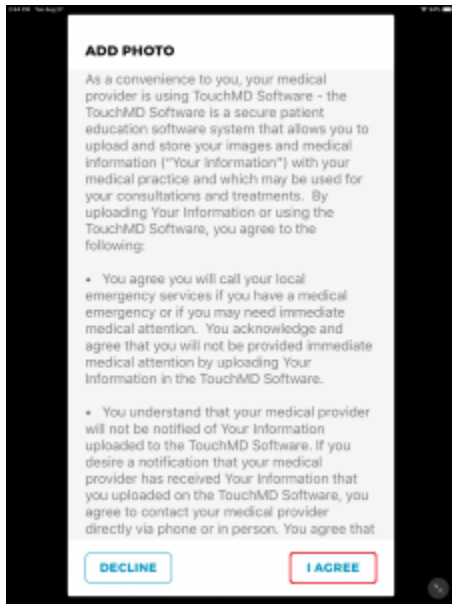 ADD PHOTO
As a convenience to you, your medical
provider is using TouchMD Software - the
TouchMD Software is a secure patient
education software system that allows you to
upload and store your images and medical
information ("Your Information") with your
medical practice and which may be used for
your consultations and treatments. By
uploading Your Information or using the
TouchMD Software, you agree to the
following:
• You agree you will call your local
emergency services if you have a medical
emergency or if you may need immediate
medical attention. You acknowledge and
agree that you will not be provided immediate
medical attention by uploading Your
Information in the TouchMD Software.
• You understand that your medical provider
will not be notified of Your Information
uploaded to the TouchMD Software. If you
desire a notification that your medical
provider has received Your Information that
you uploaded on the TouchMD Software, you
agree to contact your medical provider
directly via phone or in person. You agree that
DECLINE
I AGREE